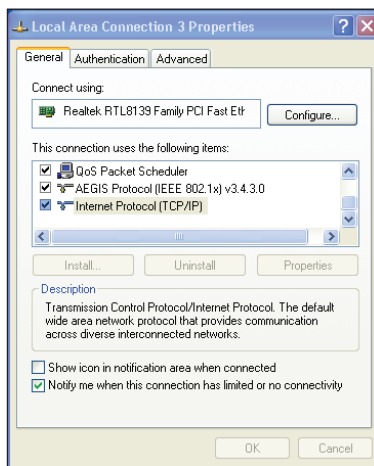 Local Area Connection 3 Properties
General Authentication Advanced
Connect using:
Realtek RTL8139 Family PCI Fast Eth
Configure...
This connection uses the following items:
QoS Packet Scheduler
AEGIS Protocol (IEEE 802.1x) v3.4.3.0
Internet Protocol (TCP/IP)
Install... Uninstall Properties
Description
Transmission Control Protocol/Internet Protocol. The default
wide area network protocol that provides communication
across diverse interconnected networks.
Show icon in notification area when connected
Notify me when this connection has limited or no connectivity
OK Cancel